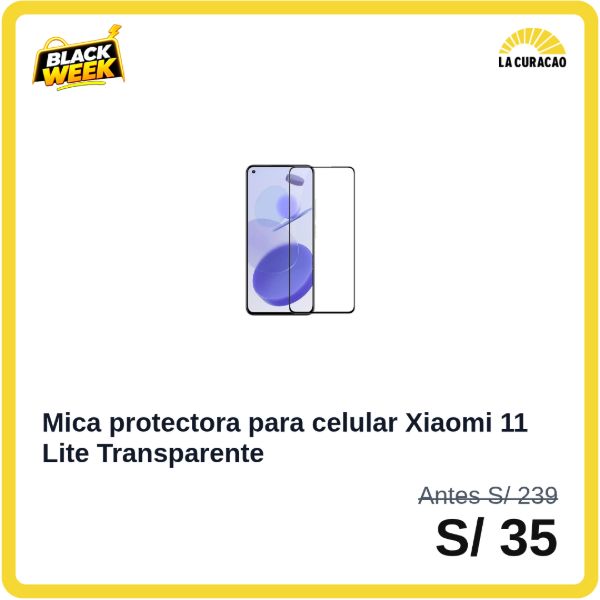 BLACK
WEEK
LA CURACAO
Mica protectora para celular Xiaomi 11
Lite Transparente
Antes S/ 239
S/ 35